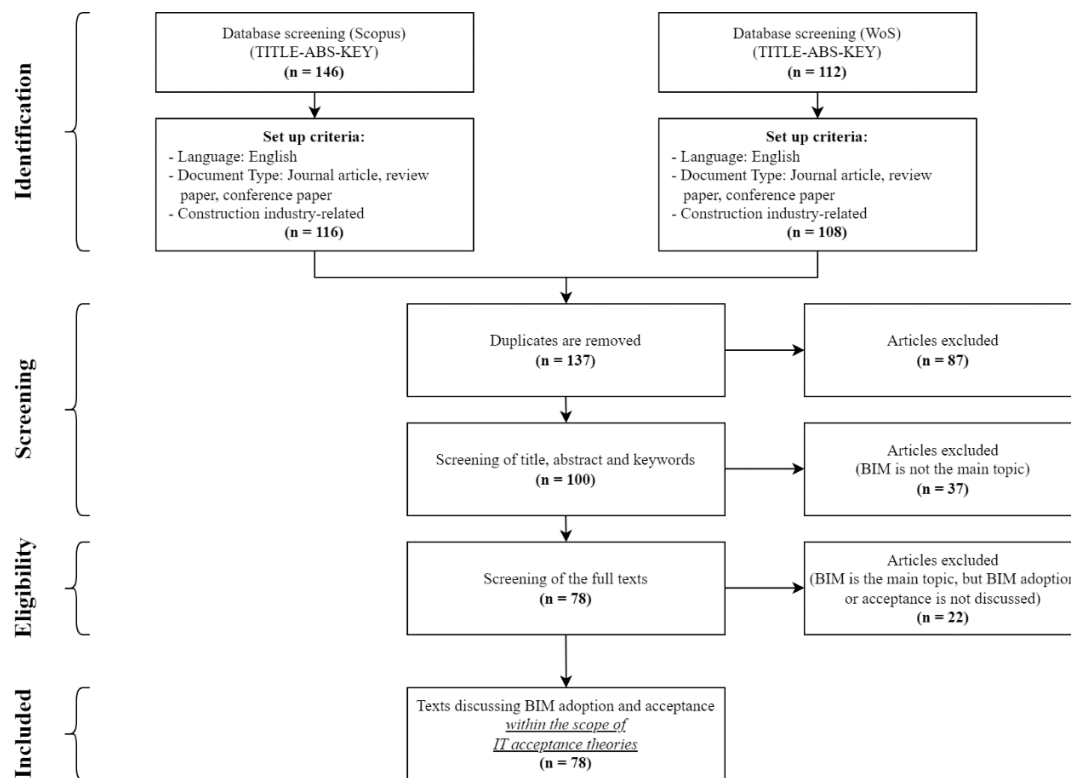 Identification
Database screening (Scopus)
(TITLE-ABS-KEY)
(n = 146)
Database screening (WoS)
(TITLE-ABS-KEY)
(n = 112)
Set up criteria:
- Language: English
- Document Type: Journal article, review
paper, conference paper
- Construction industry-related
(n = 116)
Set up criteria:
- Language: English
- Document Type: Journal article, review
paper, conference paper
- Construction industry-related
(n = 108)
Screening
Duplicates are removed
(n = 137)
Articles excluded
(n = 87)
Screening of title, abstract and keywords
(n = 100)
Articles excluded
(BIM is not the main topic)
(n = 37)
Eligibility
Screening of the full texts
(n = 78)
Articles excluded
(BIM is the main topic, but BIM adoption
or acceptance is not discussed)
(n = 22)
Included
Texts discussing BIM adoption and acceptance
within the scope of
IT acceptance theories
(n = 78)